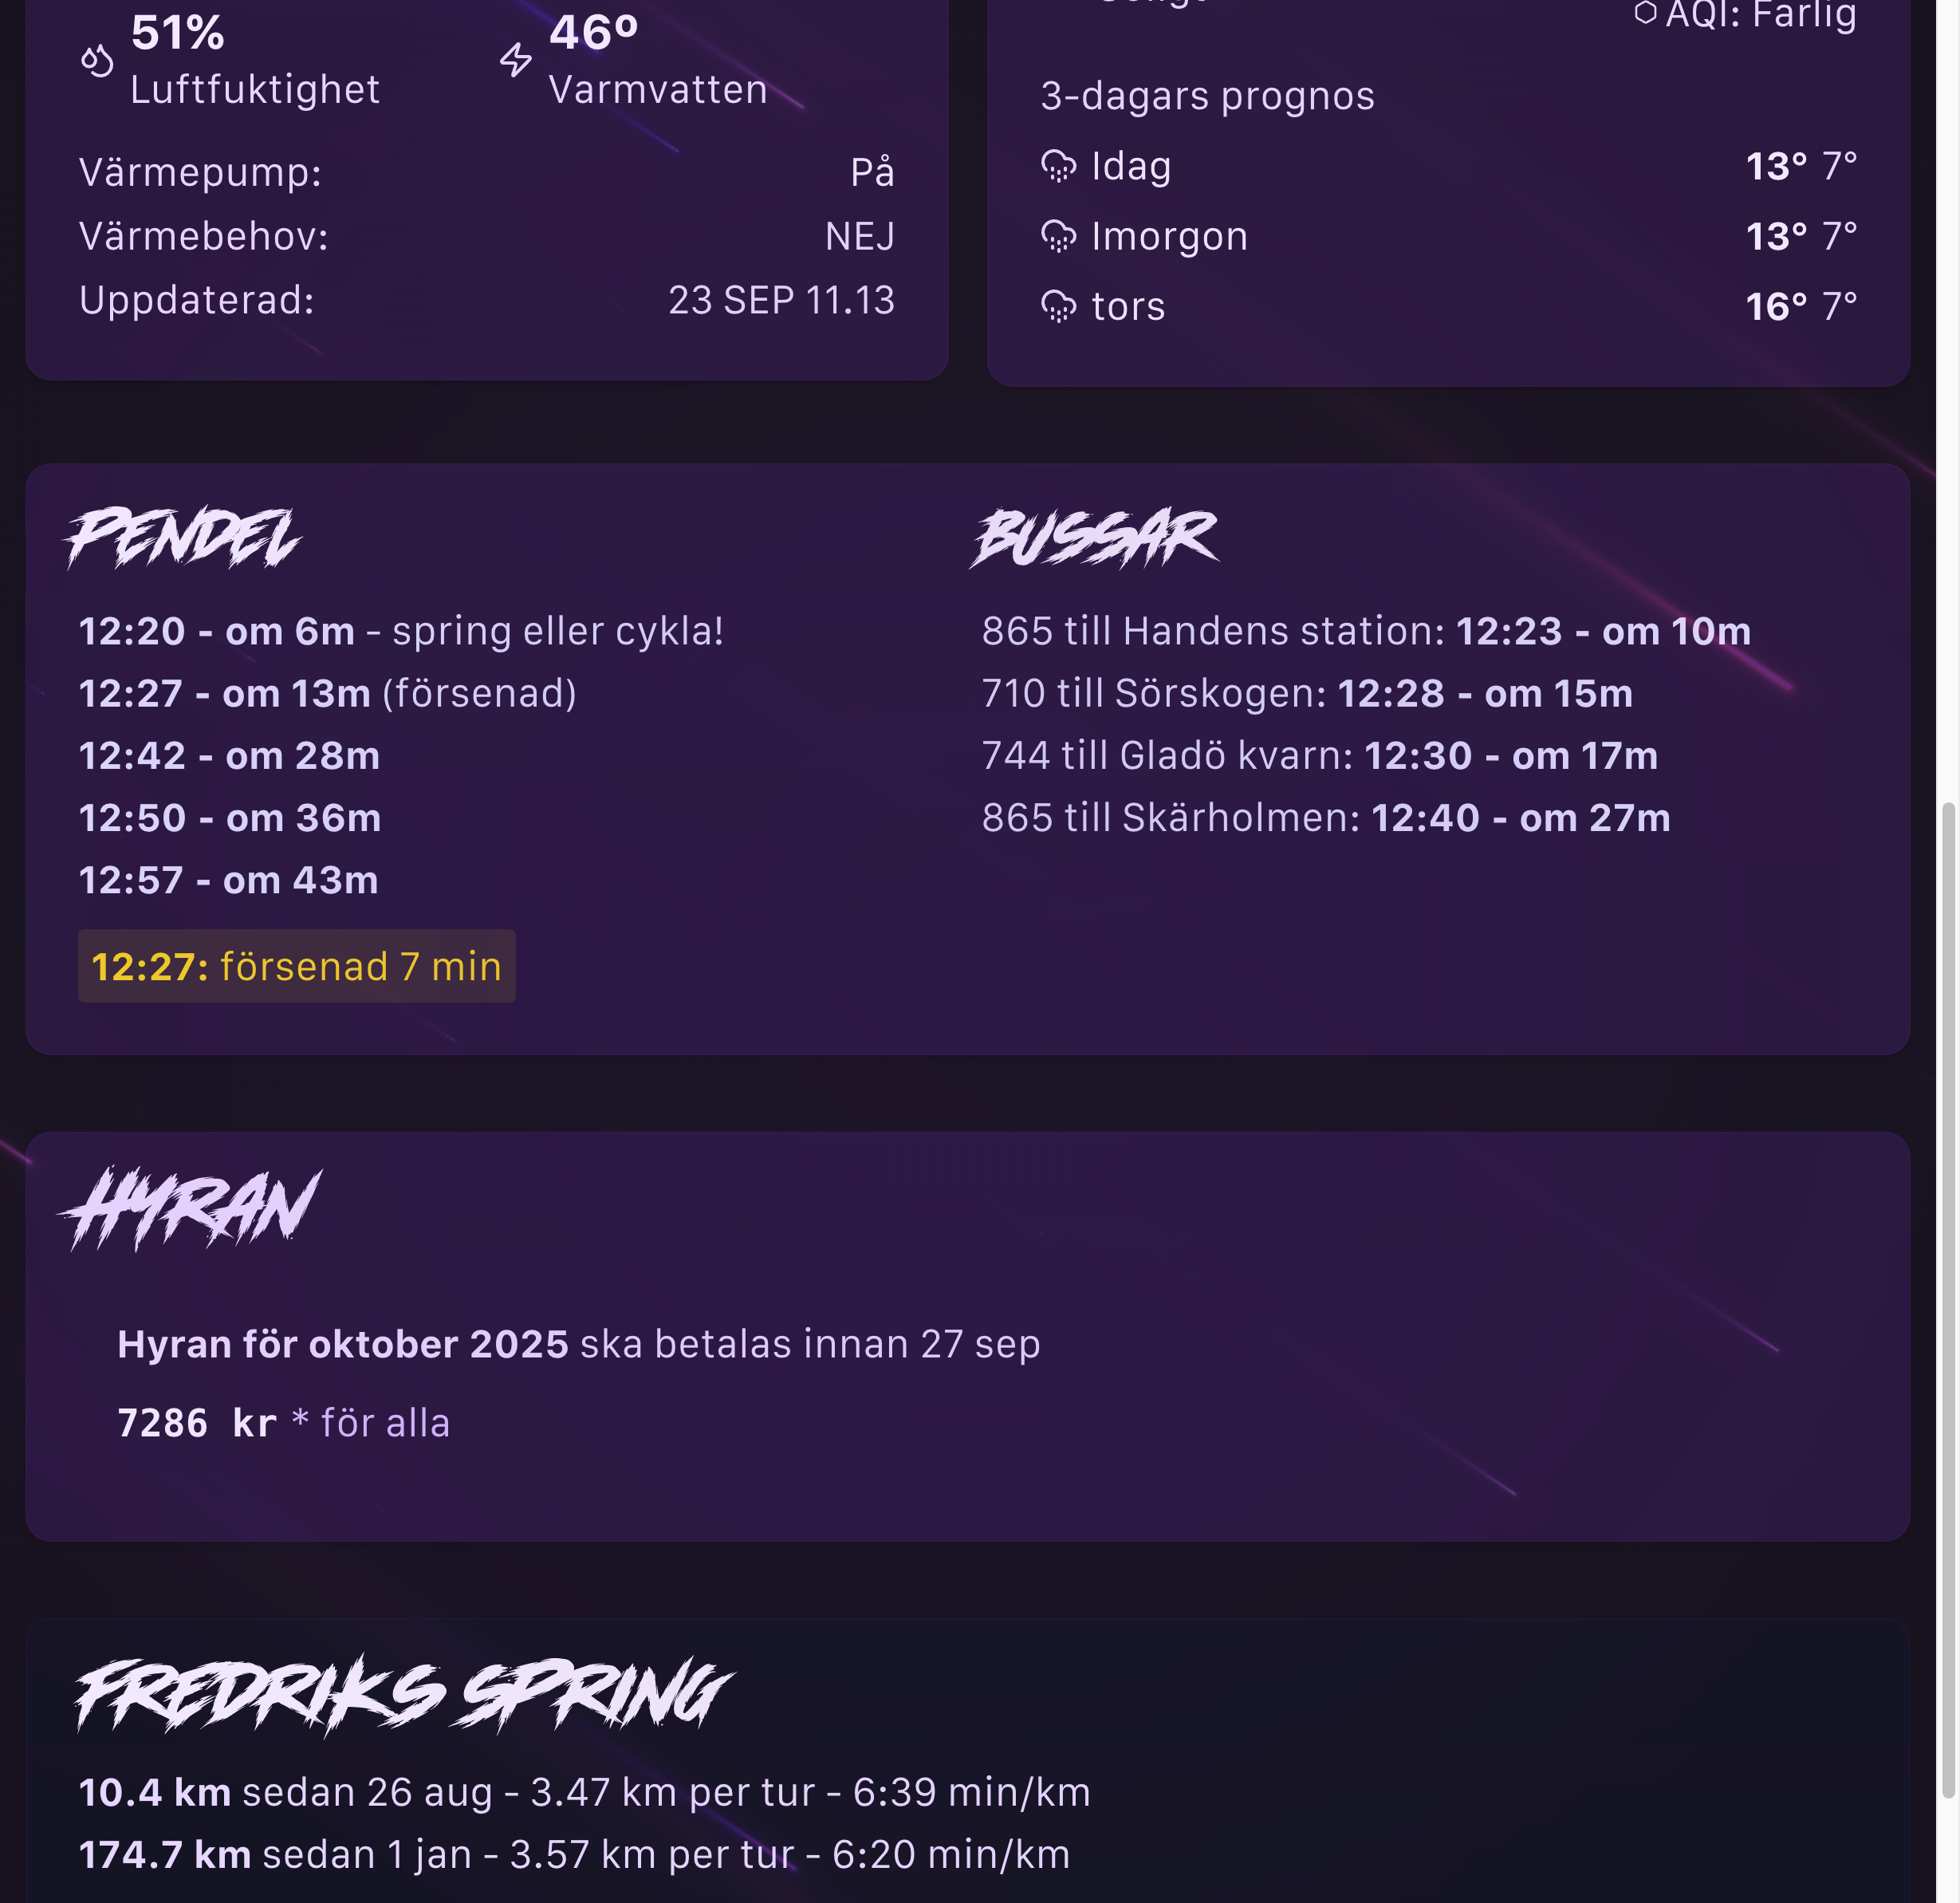 51%
Luftfuktighet
46º
Varmvatten
Värmepump: På
Värmebehov: NEJ
Uppdaterad: 23 SEP 11.13
AQI: Farlig
3-dagars prognos
Idag 13° 7°
Imorgon 13° 7°
tors 16° 7°
PENDEL
12:20 - om 6m - spring eller cykla!
12:27 - om 13m (försenad)
12:42 - om 28m
12:50 - om 36m
12:57 - om 43m
12:27: försenad 7 min
BUSSAR
865 till Handens station: 12:23 - om 10m
710 till Sörskogen: 12:28 - om 15m
744 till Gladö kvarn: 12:30 - om 17m
865 till Skärholmen: 12:40 - om 27m
HYRAN
Hyran för oktober 2025 ska betalas innan 27 sep
7286 kr * för alla
FREDRIKS SPRING
10.4 km sedan 26 aug - 3.47 km per tur - 6:39 min/km
174.7 km sedan 1 jan - 3.57 km per tur - 6:20 min/km